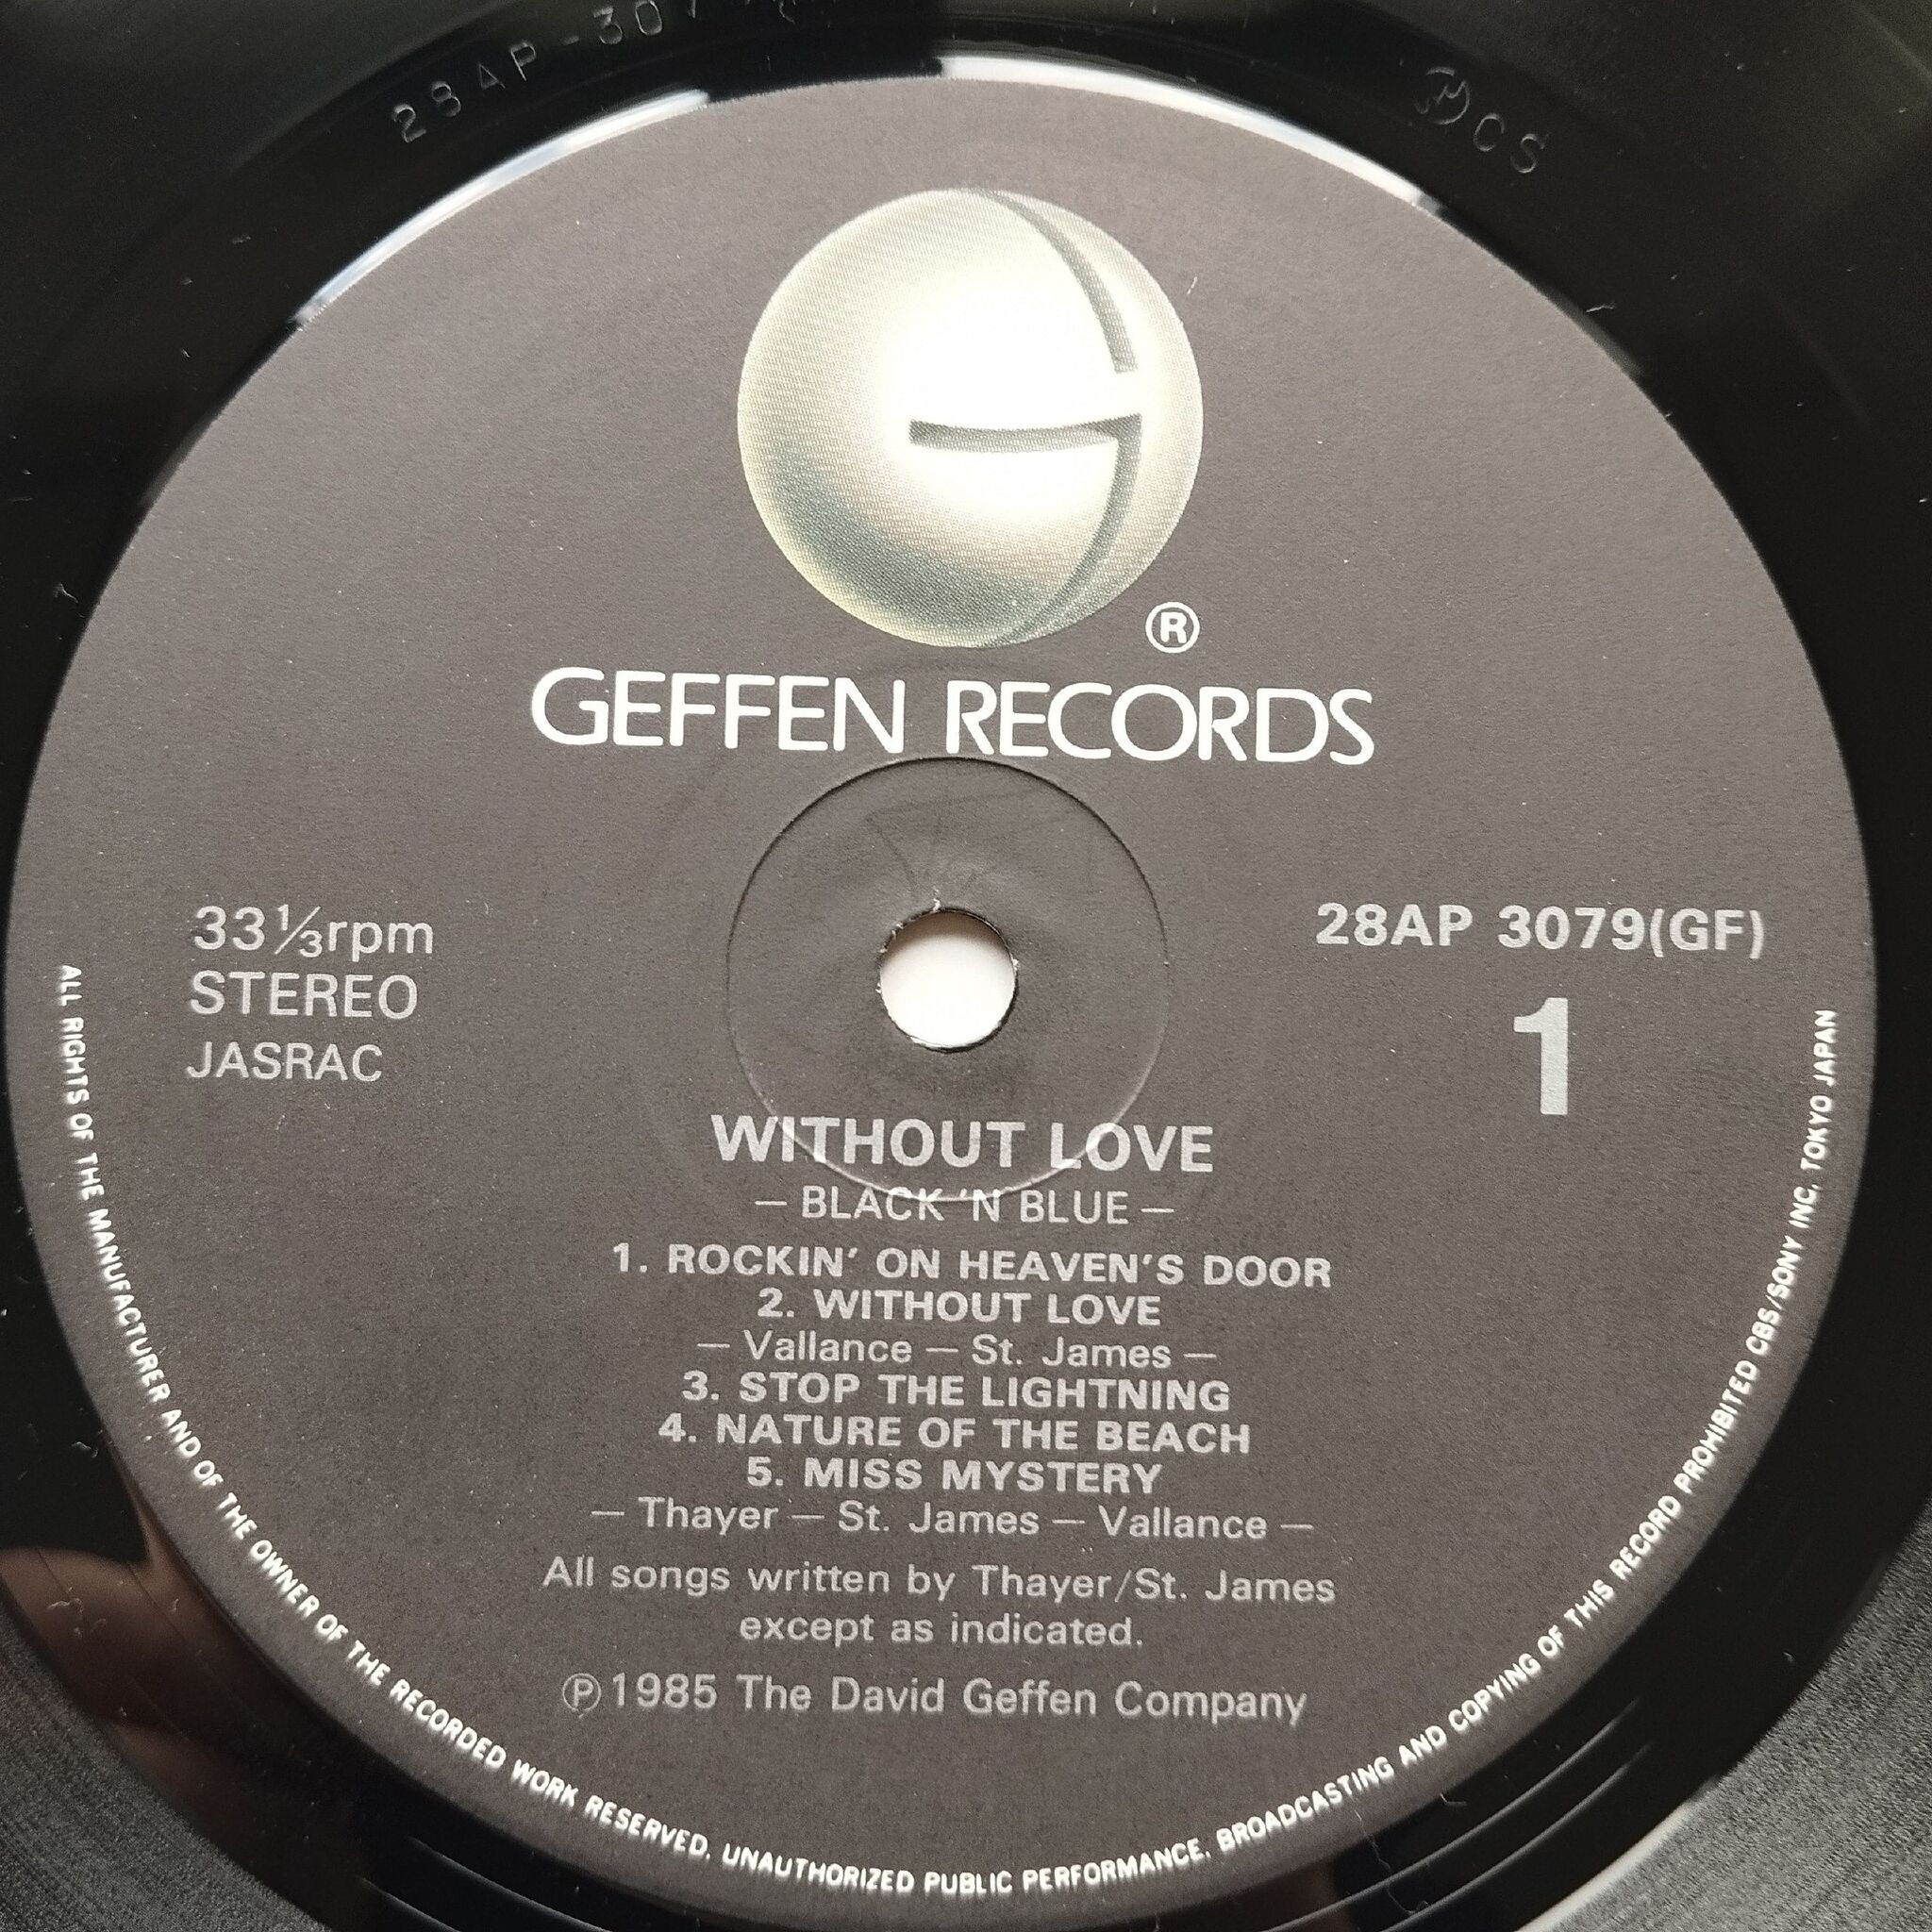 28AP-307
CS
®
GEFFEN RECORDS
33⅓rpm
STEREO
JASRAC
28AP 3079(GF)
1
WITHOUT LOVE
— BLACK 'N BLUE —
1. ROCKIN' ON HEAVEN'S DOOR
2. WITHOUT LOVE
— Vallance — St. James —
3. STOP THE LIGHTNING
4. NATURE OF THE BEACH
5. MISS MYSTERY
— Thayer — St. James — Vallance —
All songs written by Thayer/St. James
except as indicated.
℗1985 The David Geffen Company
ALL RIGHTS OF THE MANUFACTURER AND OF THE OWNER OF THE RECORDED WORK RESERVED. UNAUTHORIZED PUBLIC PERFORMANCE, BROADCASTING AND COPYING OF THIS RECORD PROHIBITED CBS/SONY INC. TOKYO JAPAN